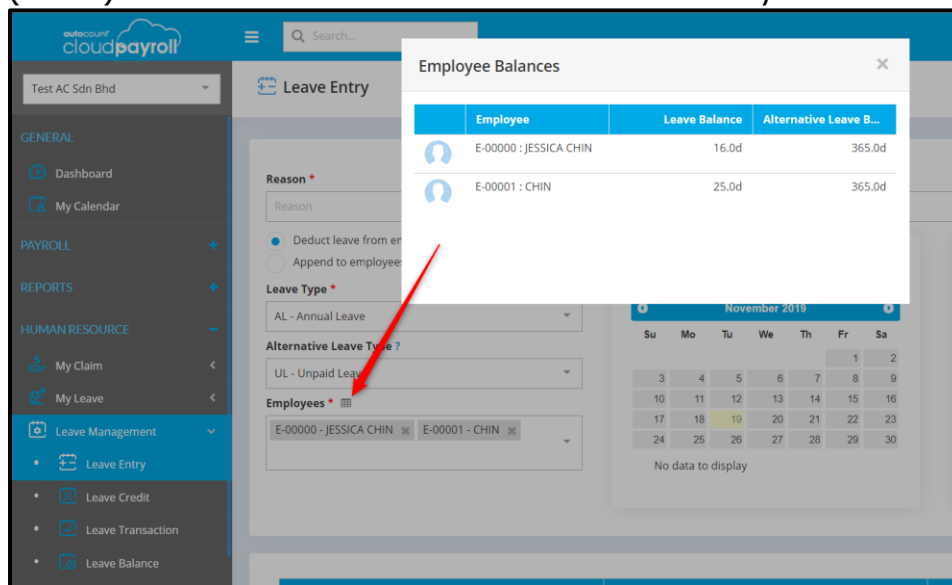 autocount
cloudpayroll
Search...
Test AC Sdn Bhd
GENERAL
Dashboard
My Calendar
PAYROLL
REPORTS
HUMAN RESOURCE
My Claim
My Leave
Leave Management
Leave Entry
Leave Credit
Leave Transaction
Leave Balance
Leave Entry
Reason *
Reason
Deduct leave from
Append to employee
Leave Type *
AL - Annual Leave
Alternative Leave Type ?
UL - Unpaid Leave
Employees *
E-00000 - JESSICA CHIN E-00001 - CHIN
Employee Balances
Employee Leave Balance Alternative Leave B...
E-00000 : JESSICA CHIN 16.0d 365.0d
E-00001 : CHIN 25.0d 365.0d
November 2019
Su Mo Tu We Th Fr Sa
1 2
3 4 5 6 7 8 9
10 11 12 13 14 15 16
17 18 19 20 21 22 23
24 25 26 27 28 29 30
No data to display